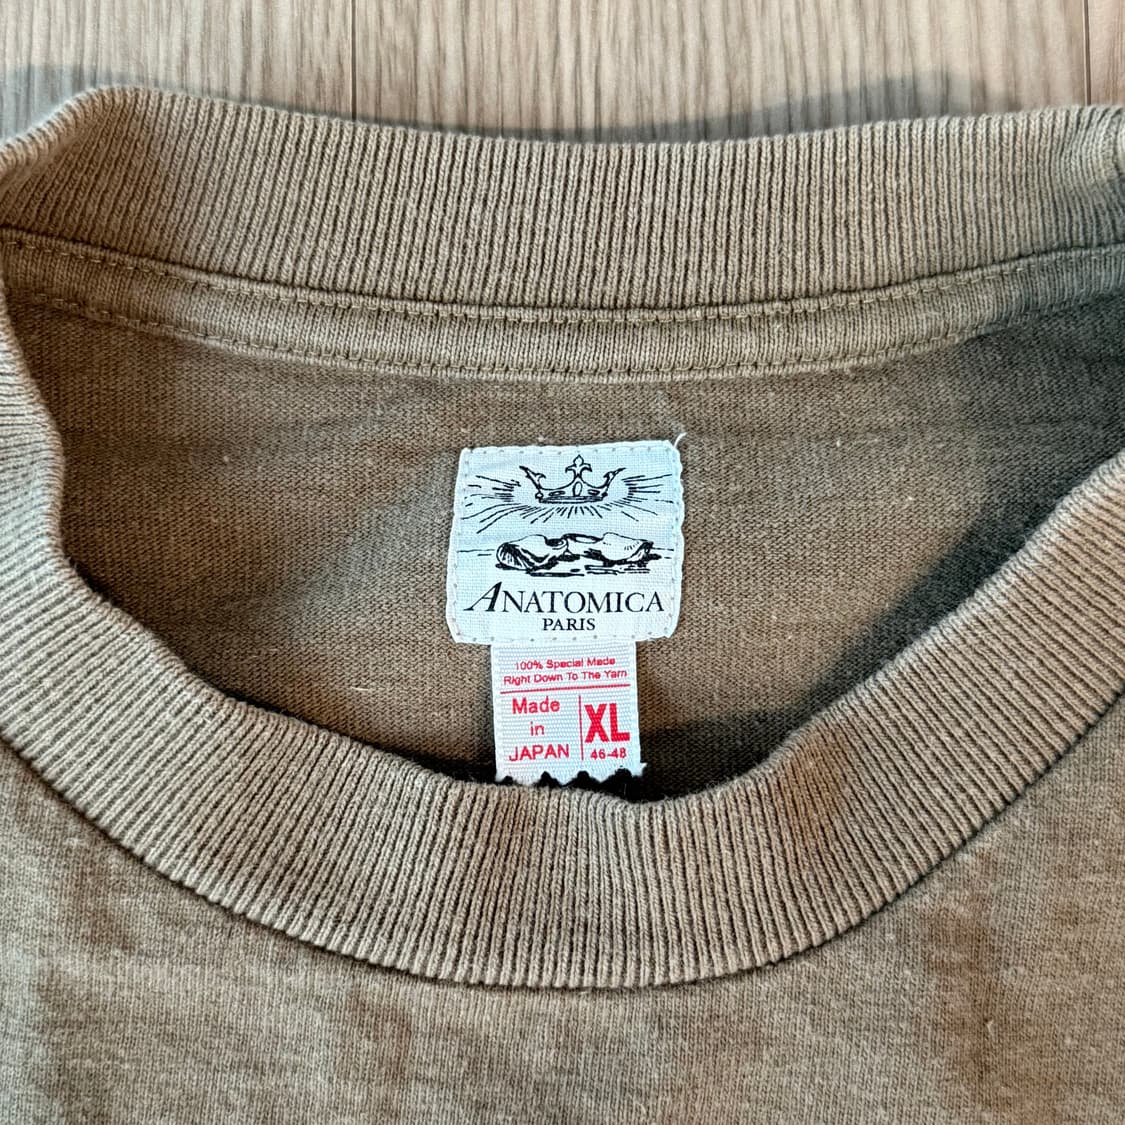 ANATOMICA
PARIS
100% Special Made
Right Down To The Yarn
Made
in
JAPAN
XL
46-48